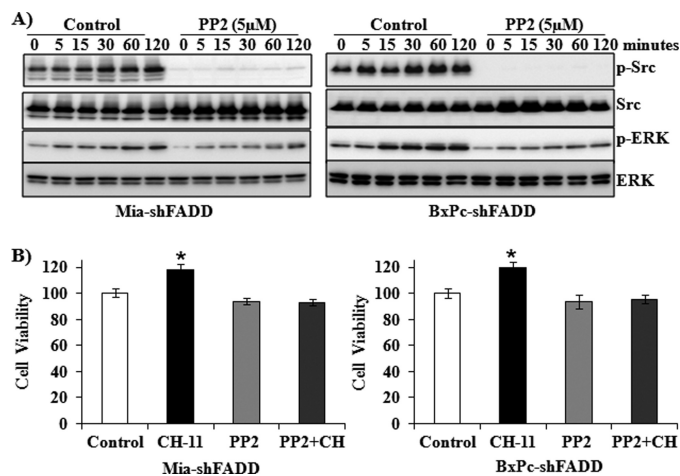 A)
Control PP2 (5µM) Control PP2 (5µM)
0 5 15 30 60 120 0 5 15 30 60 120 0 5 15 30 60 120 0 5 15 30 60 120 minutes
p-Src
Src
p-ERK
ERK
Mia-shFADD BxPc-shFADD
B)
120 * 120 *
100 100
80 80
60 60
40 40
20 20
0 0
Cell Viability Cell Viability
Control CH-11 PP2 PP2+CH Control CH-11 PP2 PP2+CH
Mia-shFADD BxPc-shFADD